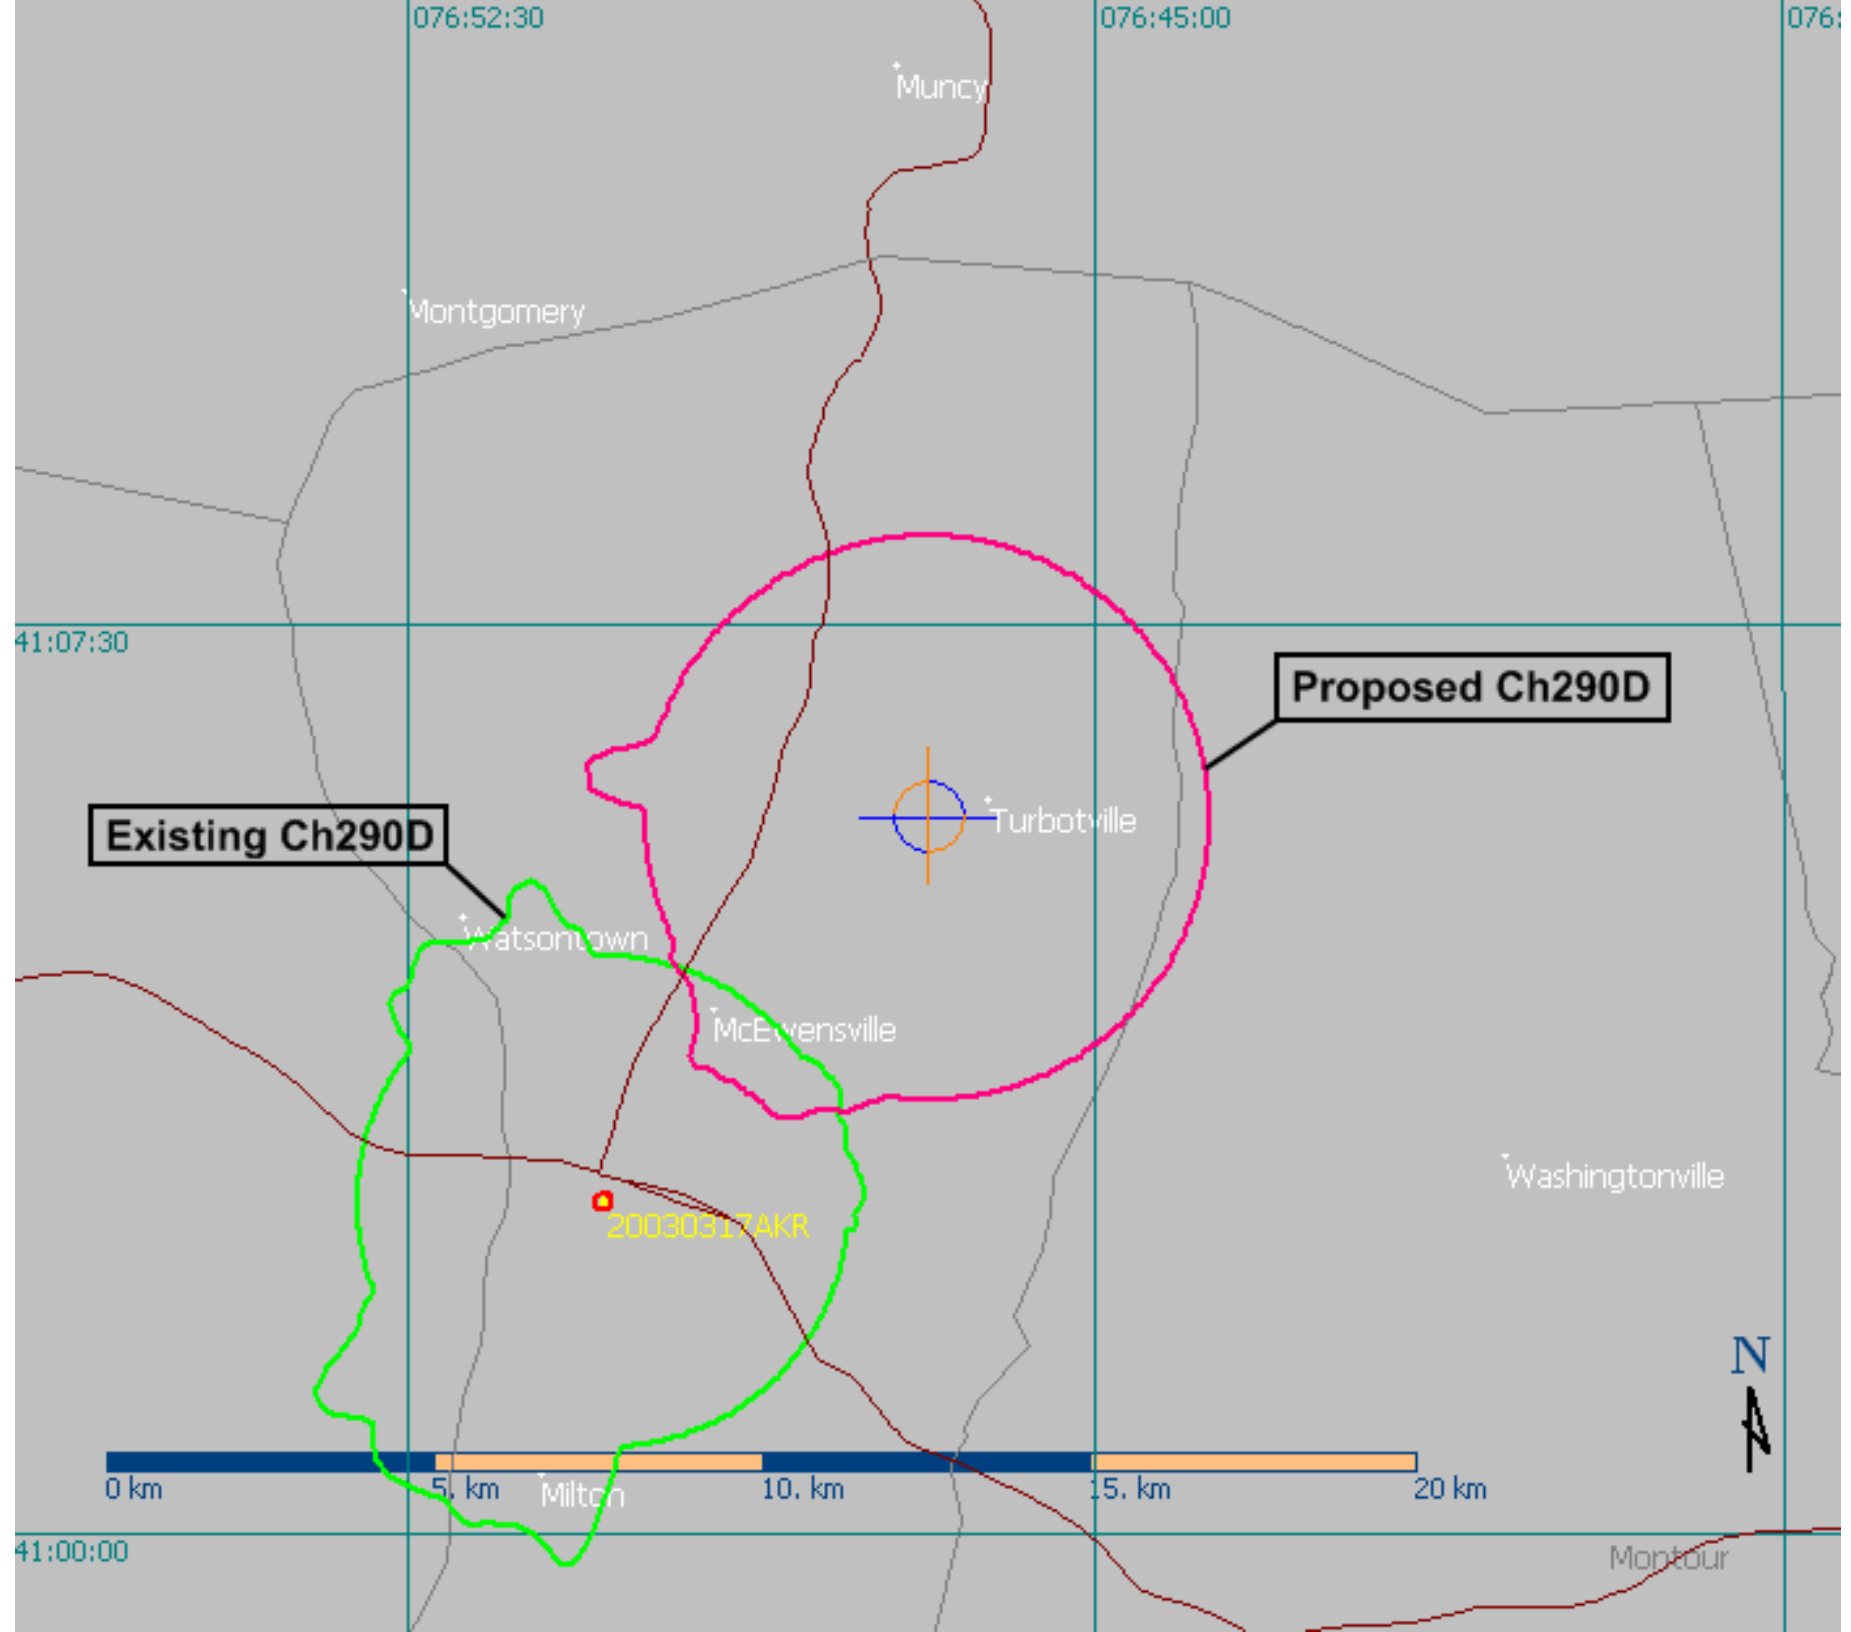 076:52:30
076:45:00
076:
Muncy
Montgomery
41:07:30
Proposed Ch290D
Existing Ch290D
Turbotville
Watsontown
McEwensville
Washingtonville
20030317AKR
N
0 km
5. km
10. km
15. km
20 km
Milton
41:00:00
Montour